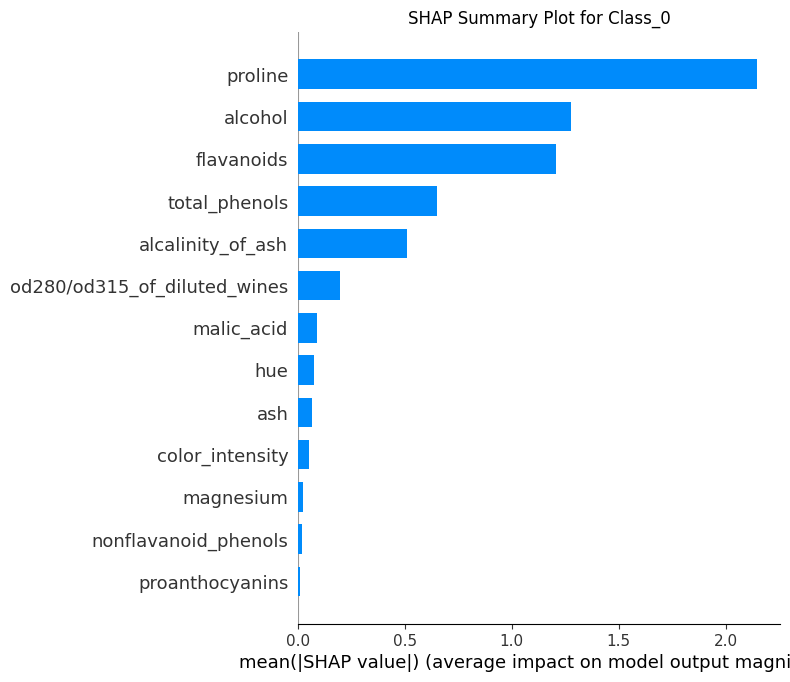 SHAP Summary Plot for Class_0
proline
alcohol
flavanoids
total_phenols
alcalinity_of_ash
od280/od315_of_diluted_wines
malic_acid
hue
ash
color_intensity
magnesium
nonflavanoid_phenols
proanthocyanins
0.0 0.5 1.0 1.5 2.0
mean(|SHAP value|) (average impact on model output magni